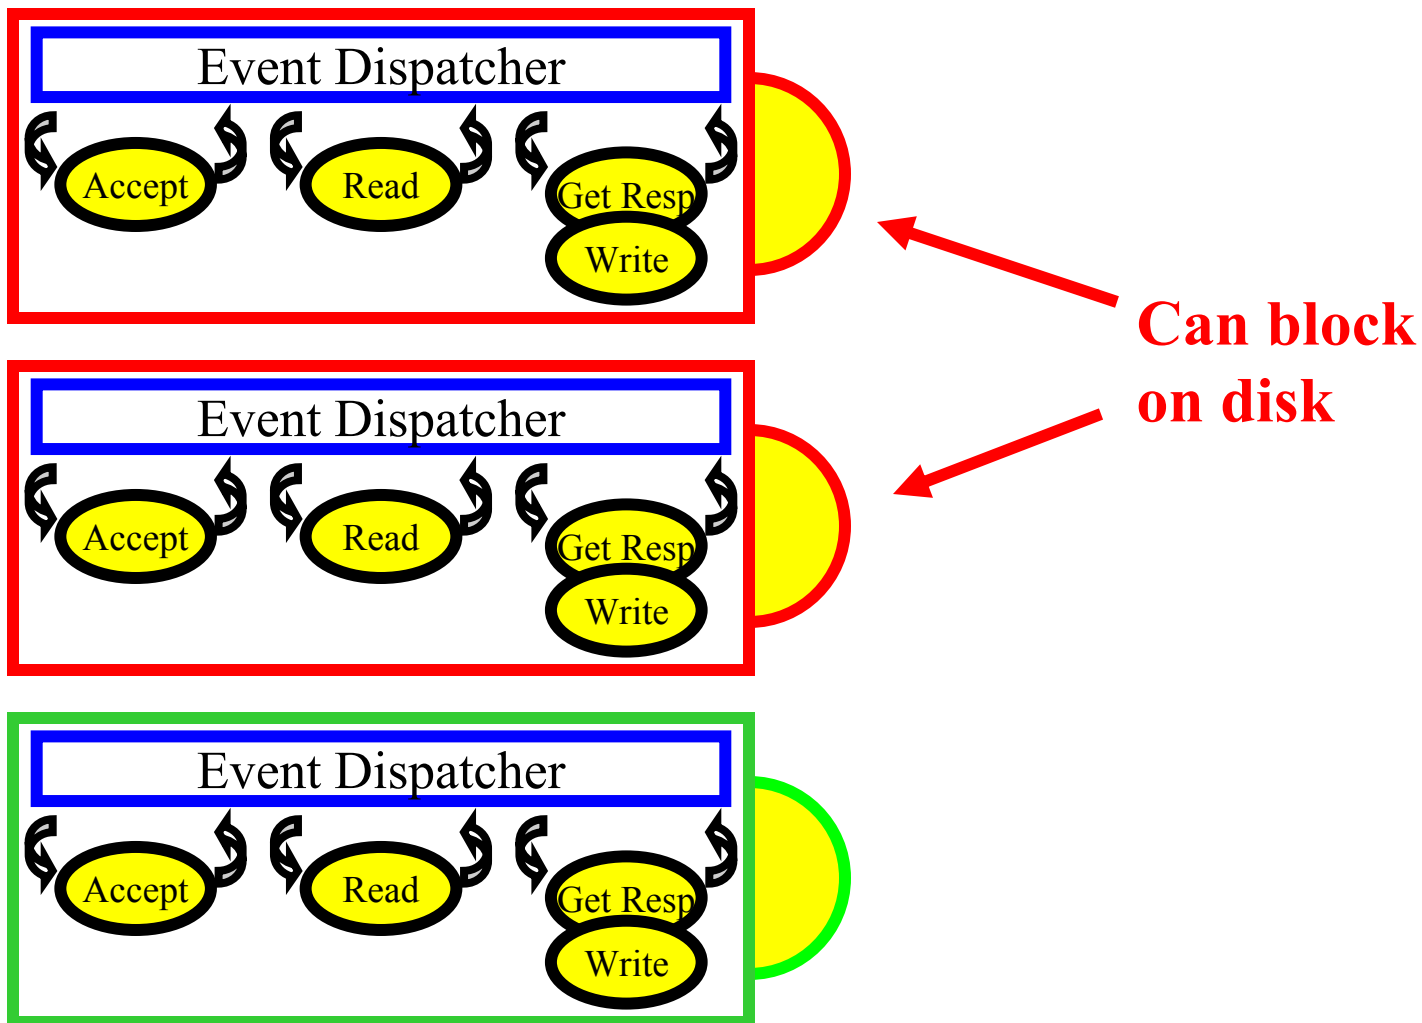 Event Dispatcher
Accept
Read
Get Resp
Write
Can block
on disk
Event Dispatcher
Accept
Read
Get Resp
Write
Event Dispatcher
Accept
Read
Get Resp
Write